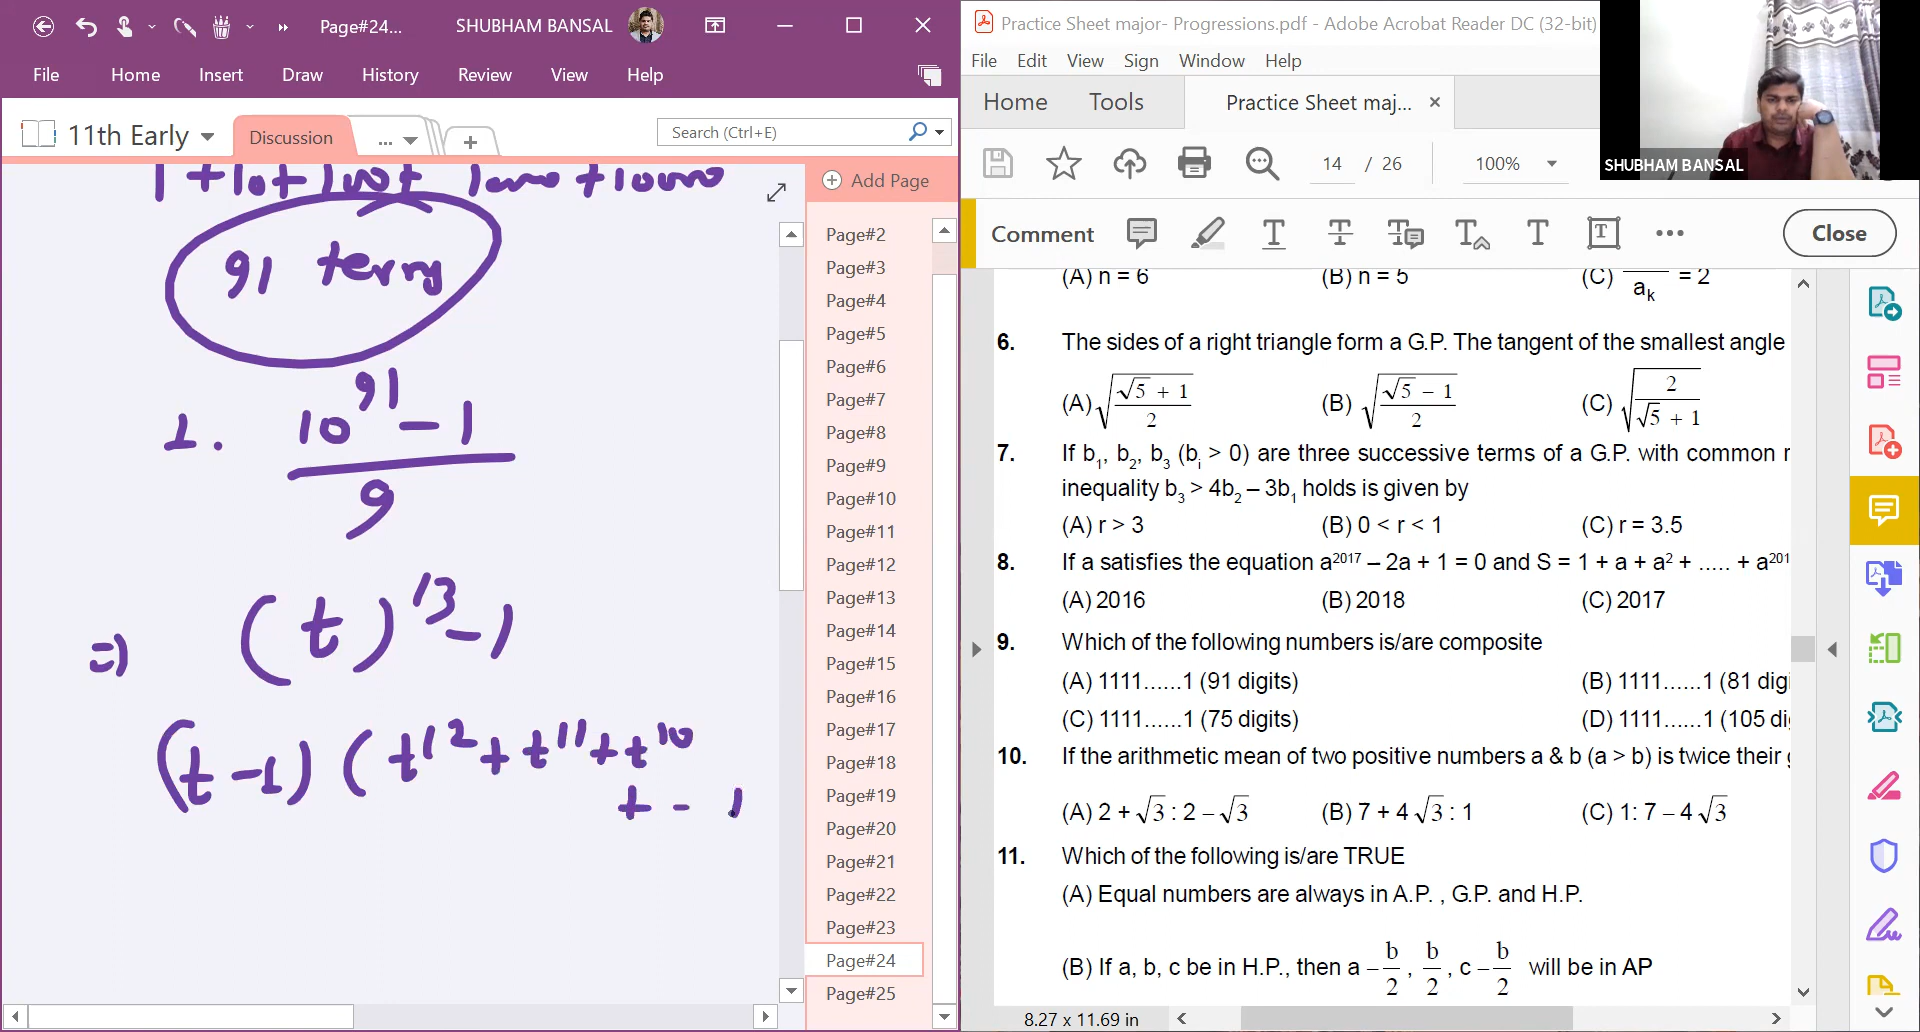 Page#24...
SHUBHAM BANSAL
File Home Insert Draw History Review View Help
11th Early
Discussion
...
Search (Ctrl+E)
Add Page
1 + 10 + 100 + 1000 + 10000
91 terms
1. 10^91 - 1
9
=) (t)^13 - 1
(t - 1) (t^12 + t^11 + t^10
+ - 1
Page#2
Page#3
Page#4
Page#5
Page#6
Page#7
Page#8
Page#9
Page#10
Page#11
Page#12
Page#13
Page#14
Page#15
Page#16
Page#17
Page#18
Page#19
Page#20
Page#21
Page#22
Page#23
Page#24
Page#25
Practice Sheet major- Progressions.pdf - Adobe Acrobat Reader DC (32-bit)
File Edit View Sign Window Help
Home Tools Practice Sheet maj... ×
14 / 26 100%
SHUBHAM BANSAL
Comment ... Close
(A) n = 6 (B) n = 5 (C) / a_k = 2
6. The sides of a right triangle form a G.P. The tangent of the smallest angle
(A) √((√5 + 1)/2) (B) √((√5 – 1)/2) (C) √(2/(√5 + 1))
7. If b₁, b₂, b₃ (bᵢ > 0) are three successive terms of a G.P. with common
inequality b₃ > 4b₂ – 3b₁ holds is given by
(A) r > 3 (B) 0 < r < 1 (C) r = 3.5
8. If a satisfies the equation a²⁰¹⁷ – 2a + 1 = 0 and S = 1 + a + a² + ..... + a²⁰¹
(A) 2016 (B) 2018 (C) 2017
9. Which of the following numbers is/are composite
(A) 1111......1 (91 digits) (B) 1111......1 (81 digi
(C) 1111......1 (75 digits) (D) 1111......1 (105 di
10. If the arithmetic mean of two positive numbers a & b (a > b) is twice their
(A) 2 + √3 : 2 – √3 (B) 7 + 4√3 : 1 (C) 1: 7 – 4√3
11. Which of the following is/are TRUE
(A) Equal numbers are always in A.P. , G.P. and H.P.
(B) If a, b, c be in H.P., then a – b/2 , b/2 , c – b/2 will be in AP
8.27 x 11.69 in